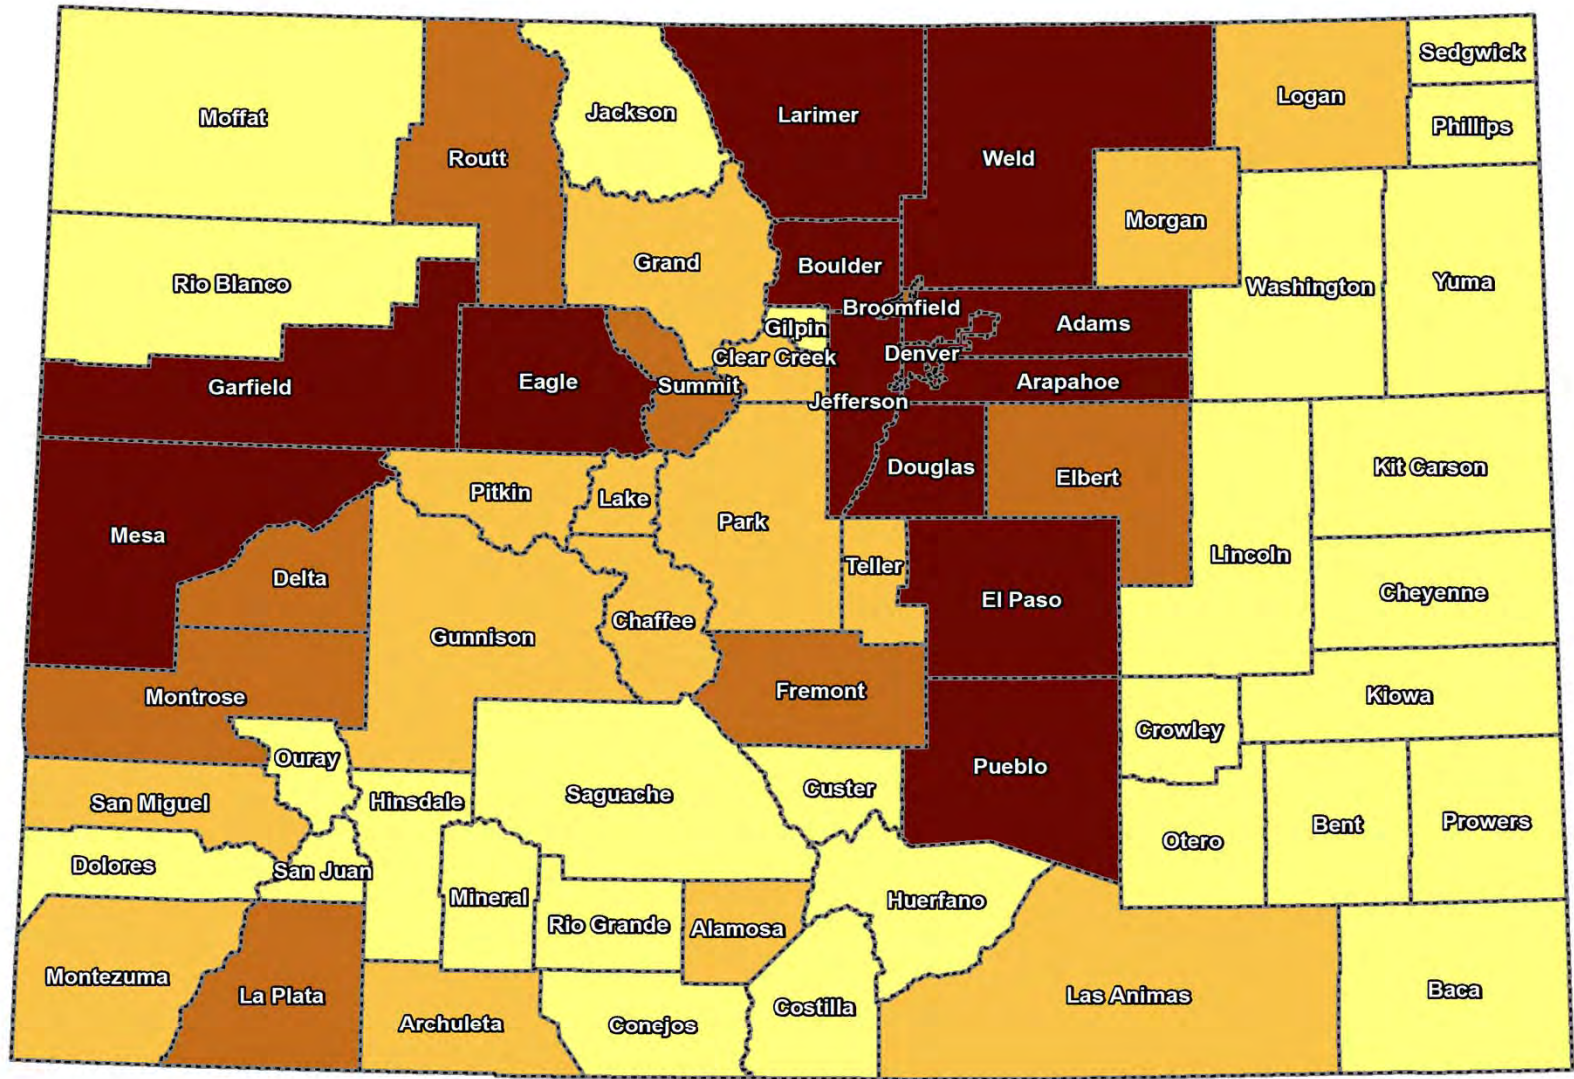 Sedgwick
Moffat
Jackson
Larimer
Logan
Phillips
Routt
Weld
Morgan
Grand
Boulder
Rio Blanco
Washington
Yuma
Broomfield
Gilpin
Adams
Clear Creek
Denver
Garfield
Eagle
Summit
Arapahoe
Jefferson
Douglas
Elbert
Kit Carson
Pitkin
Lake
Park
Mesa
Lincoln
Teller
Delta
El Paso
Cheyenne
Gunnison
Chaffee
Montrose
Fremont
Kiowa
Crowley
Ouray
Pueblo
San Miguel
Hinsdale
Saguache
Custer
Otero
Bent
Prowers
Dolores
San Juan
Mineral
Huerfano
Rio Grande
Alamosa
Montezuma
La Plata
Las Animas
Baca
Costilla
Archuleta
Conejos